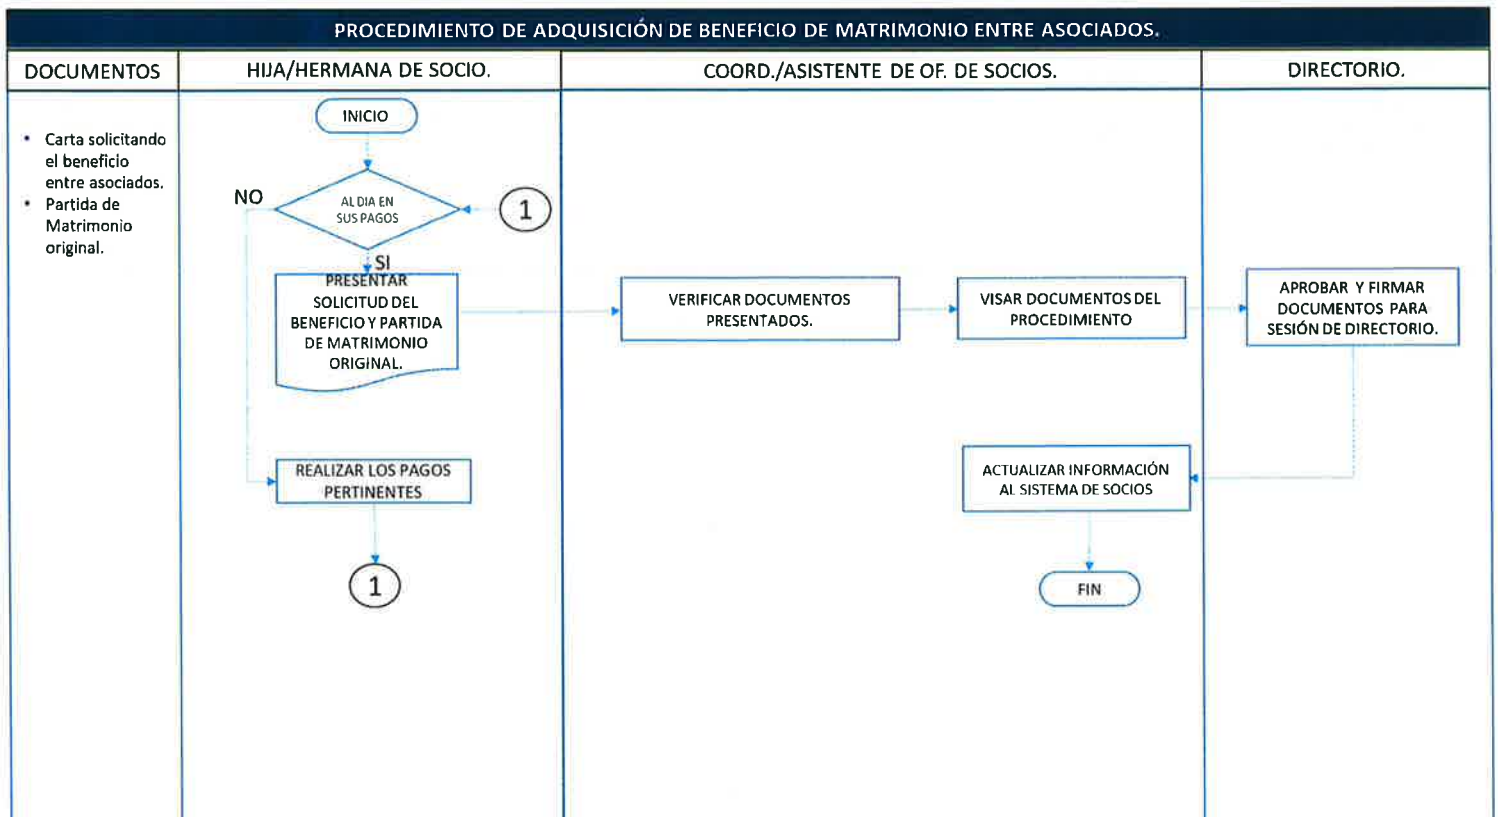 PROCEDIMIENTO DE ADQUISICIÓN DE BENEFICIO DE MATRIMONIO ENTRE ASOCIADOS.
DOCUMENTOS
HIJA/HERMANA DE SOCIO.
COORD./ASISTENTE DE OF. DE SOCIOS.
DIRECTORIO.
• Carta solicitando
el beneficio
entre asociados.
• Partida de
Matrimonio
original.
INICIO
NO
AL DIA EN
SUS PAGOS
1
SI
PRESENTAR
SOLICITUD DEL
BENEFICIO Y PARTIDA
DE MATRIMONIO
ORIGINAL.
VERIFICAR DOCUMENTOS
PRESENTADOS.
VISAR DOCUMENTOS DEL
PROCEDIMIENTO
APROBAR Y FIRMAR
DOCUMENTOS PARA
SESIÓN DE DIRECTORIO.
REALIZAR LOS PAGOS
PERTINENTES
1
ACTUALIZAR INFORMACIÓN
AL SISTEMA DE SOCIOS
FIN